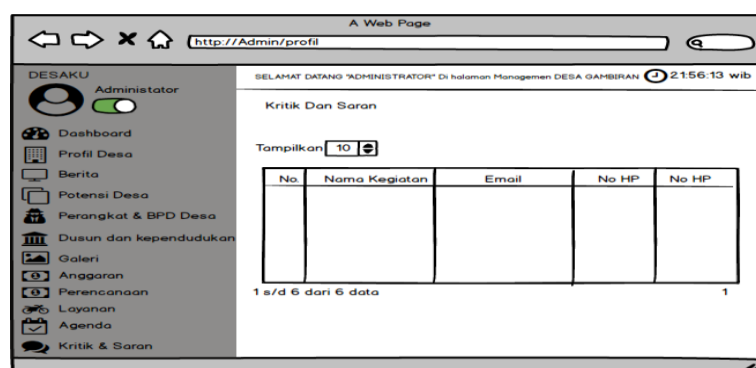 A Web Page
http://Admin/profil
DESAKU
Administator
SELAMAT DATANG "ADMINISTRATOR" Di halaman Managemen DESA GAMBIRAN
21:56:13 wib
Dashboard
Profil Desa
Berita
Potensi Desa
Perangkat & BPD Desa
Dusun dan kependudukan
Galeri
Anggaran
Perencanaan
Layanan
Agenda
Kritik & Saran
Kritik Dan Saran
Tampilkan 10
No. Nama Kegiatan Email No HP No HP
1 s/d 6 dari 6 data 1